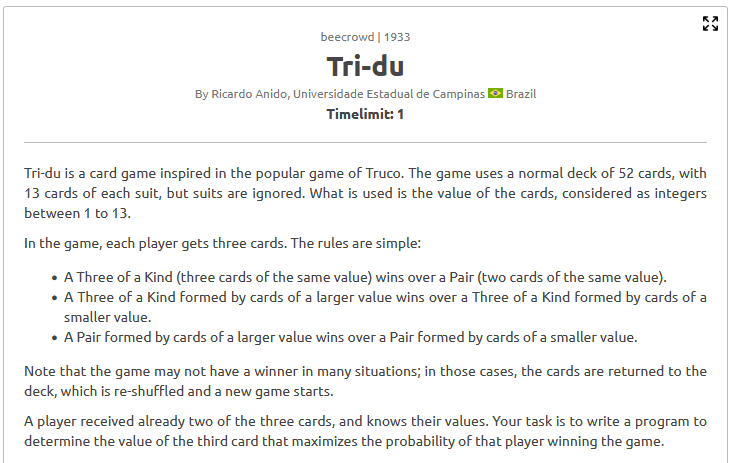 beecrowd | 1933
Tri-du
By Ricardo Anido, Universidade Estadual de Campinas Brazil
Timelimit: 1
Tri-du is a card game inspired in the popular game of Truco. The game uses a normal deck of 52 cards, with
13 cards of each suit, but suits are ignored. What is used is the value of the cards, considered as integers
between 1 to 13.
In the game, each player gets three cards. The rules are simple:
• A Three of a Kind (three cards of the same value) wins over a Pair (two cards of the same value).
• A Three of a Kind formed by cards of a larger value wins over a Three of a Kind formed by cards of a
smaller value.
• A Pair formed by cards of a larger value wins over a Pair formed by cards of a smaller value.
Note that the game may not have a winner in many situations; in those cases, the cards are returned to the
deck, which is re-shuffled and a new game starts.
A player received already two of the three cards, and knows their values. Your task is to write a program to
determine the value of the third card that maximizes the probability of that player winning the game.